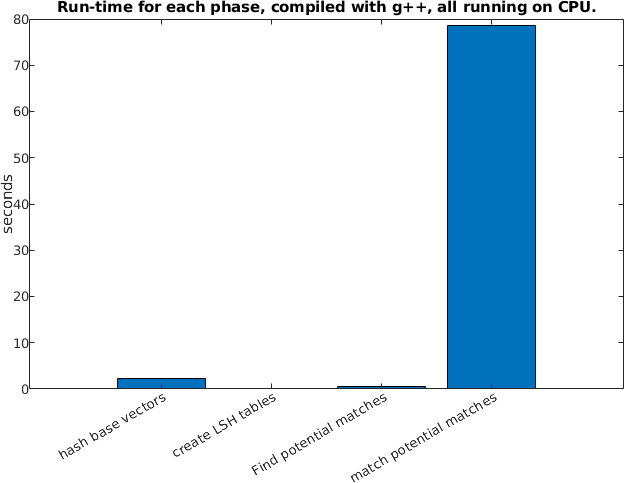 Run-time for each phase, compiled with g++, all running on CPU.
80
70
60
50
40
30
20
10
0
seconds
hash base vectors
create LSH tables
Find potential matches
match potential matches